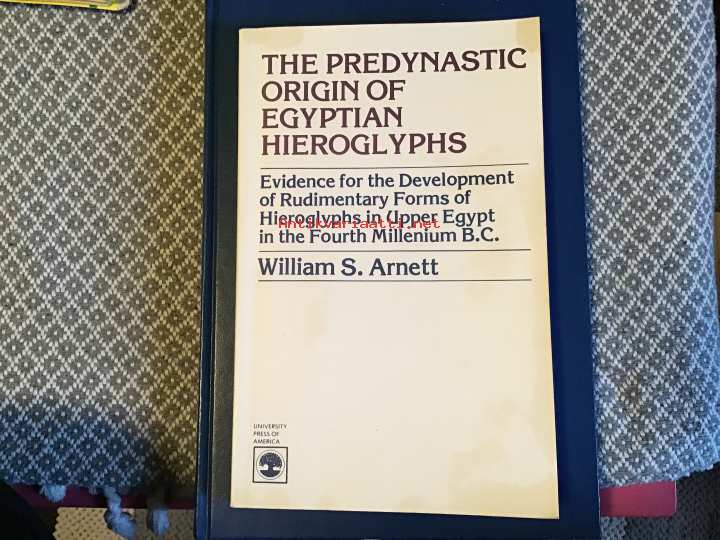 THE PREDYNASTIC
ORIGIN OF
EGYPTIAN
HIEROGLYPHS
Evidence for the Development
of Rudimentary Forms of
Hieroglyphs in Upper Egypt
Antikvariaatti.net
in the Fourth Millenium B.C.
William S. Arnett
UNIVERSITY
PRESS OF
AMERICA